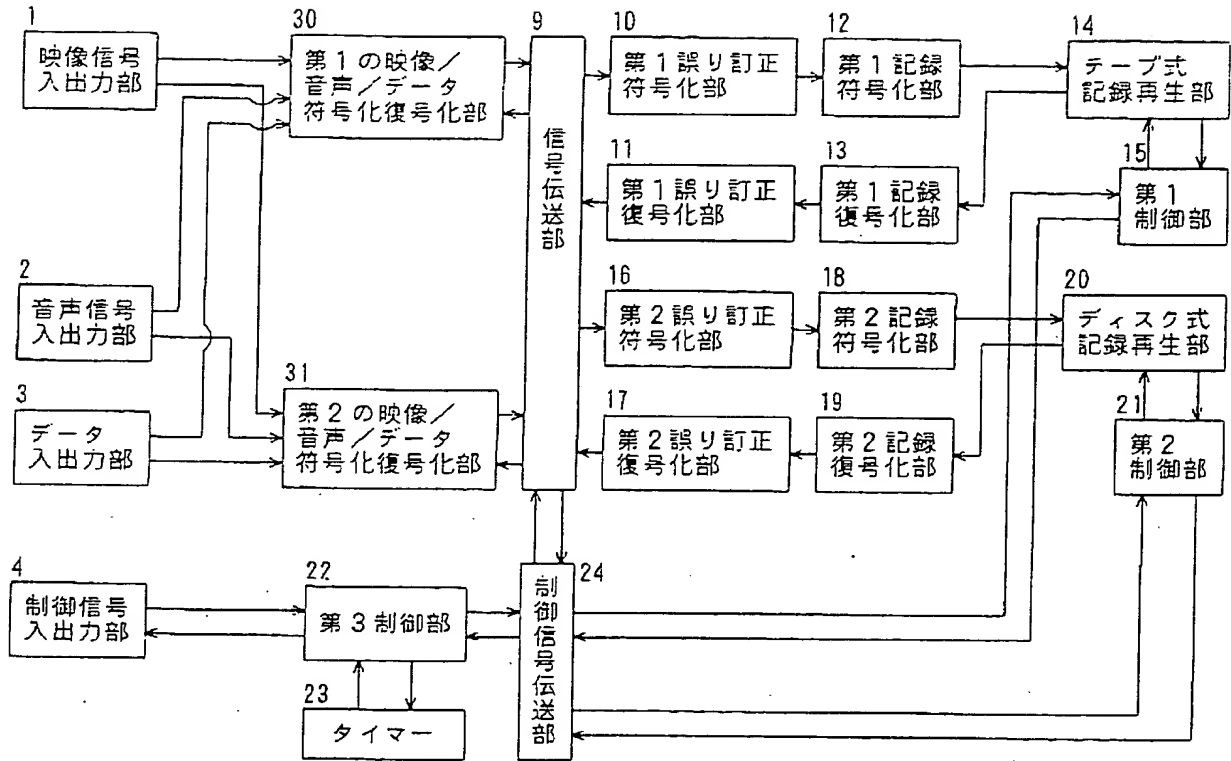 1
映像信号
入出力部
30
第1の映像/
音声/データ
符号化復号化部
9
信号伝送部
10
第1誤り訂正
符号化部
12
第1記録
符号化部
14
テープ式
記録再生部
11
第1誤り訂正
復号化部
13
第1記録
復号化部
15
第1
制御部
2
音声信号
入出力部
16
第2誤り訂正
符号化部
18
第2記録
符号化部
20
ディスク式
記録再生部
3
データ
入出力部
31
第2の映像/
音声/データ
符号化復号化部
17
第2誤り訂正
復号化部
19
第2記録
復号化部
21
第2
制御部
4
制御信号
入出力部
22
第3制御部
24
制御信号伝送部
23
タイマー